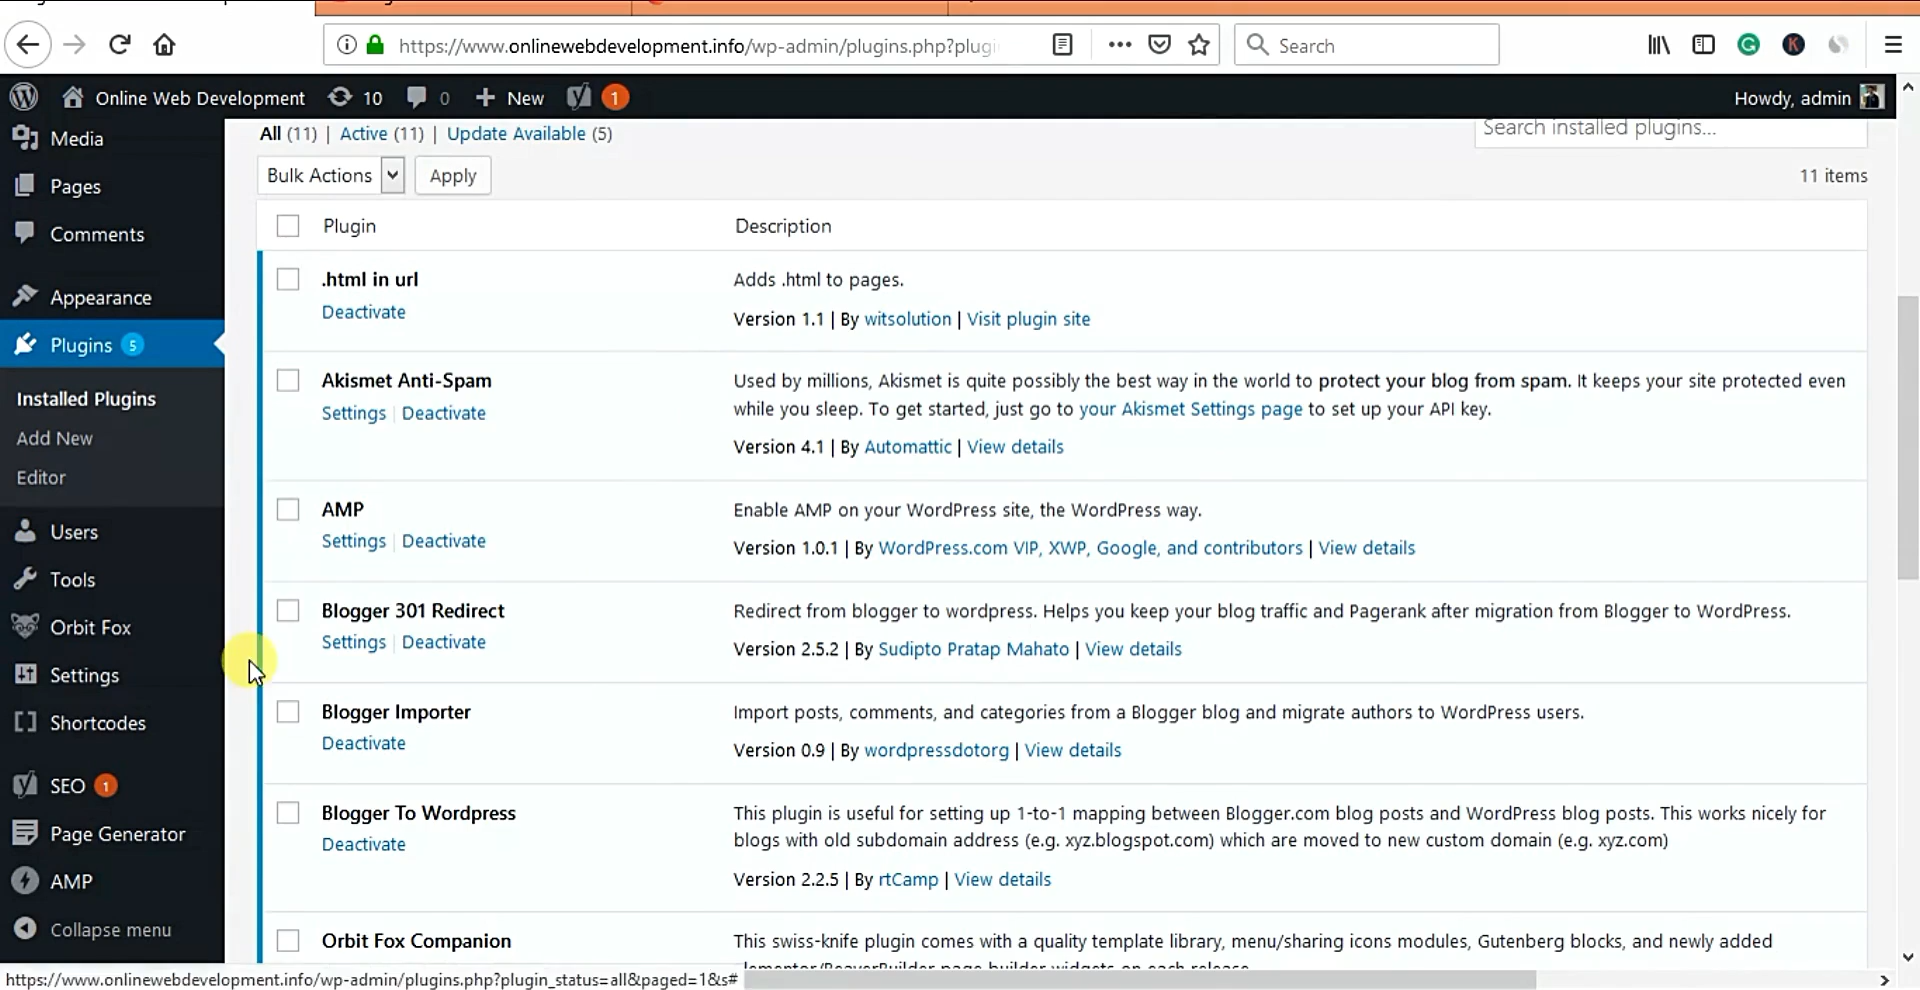 https://www.onlinewebdevelopment.info/wp-admin/plugins.php?plugi
Search
Online Web Development 10 0 New 1
Howdy, admin
Media
Pages
Comments
Appearance
Plugins 5
Installed Plugins
Add New
Editor
Users
Tools
Orbit Fox
Settings
Shortcodes
SEO 1
Page Generator
AMP
Collapse menu
All (11) | Active (11) | Update Available (5)
Search installed plugins...
Bulk Actions Apply
11 items
Plugin Description
.html in url
Deactivate
Adds .html to pages.
Version 1.1 | By witsolution | Visit plugin site
Akismet Anti-Spam
Settings | Deactivate
Used by millions, Akismet is quite possibly the best way in the world to protect your blog from spam. It keeps your site protected even
while you sleep. To get started, just go to your Akismet Settings page to set up your API key.
Version 4.1 | By Automattic | View details
AMP
Settings | Deactivate
Enable AMP on your WordPress site, the WordPress way.
Version 1.0.1 | By WordPress.com VIP, XWP, Google, and contributors | View details
Blogger 301 Redirect
Settings | Deactivate
Redirect from blogger to wordpress. Helps you keep your blog traffic and Pagerank after migration from Blogger to WordPress.
Version 2.5.2 | By Sudipto Pratap Mahato | View details
Blogger Importer
Deactivate
Import posts, comments, and categories from a Blogger blog and migrate authors to WordPress users.
Version 0.9 | By wordpressdotorg | View details
Blogger To Wordpress
Deactivate
This plugin is useful for setting up 1-to-1 mapping between Blogger.com blog posts and WordPress blog posts. This works nicely for
blogs with old subdomain address (e.g. xyz.blogspot.com) which are moved to new custom domain (e.g. xyz.com)
Version 2.2.5 | By rtCamp | View details
Orbit Fox Companion
This swiss-knife plugin comes with a quality template library, menu/sharing icons modules, Gutenberg blocks, and newly added
Elementor/BeaverBuilder page builder widgets on each release.
https://www.onlinewebdevelopment.info/wp-admin/plugins.php?plugin_status=all&paged=1&s#